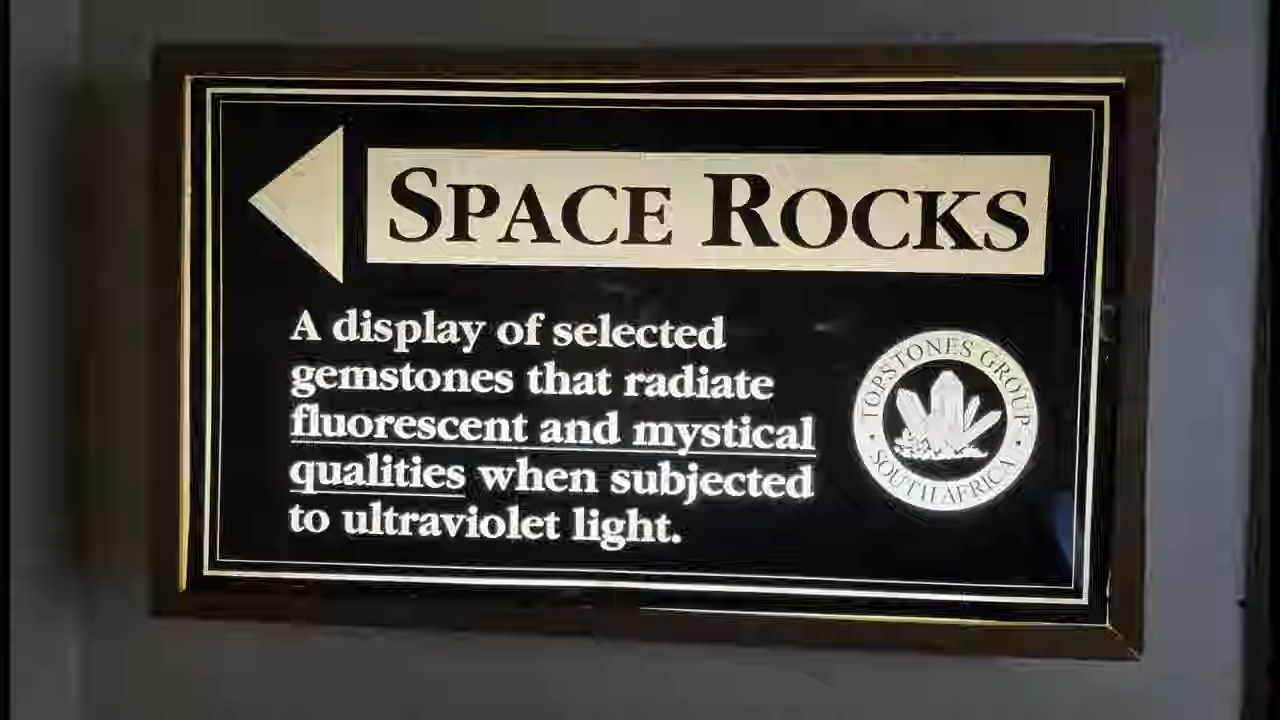 SPACE ROCKS
A display of selected
gemstones that radiate
fluorescent and mystical
qualities when subjected
to ultraviolet light.
TOPSTONES GROUP
· SOUTH AFRICA ·